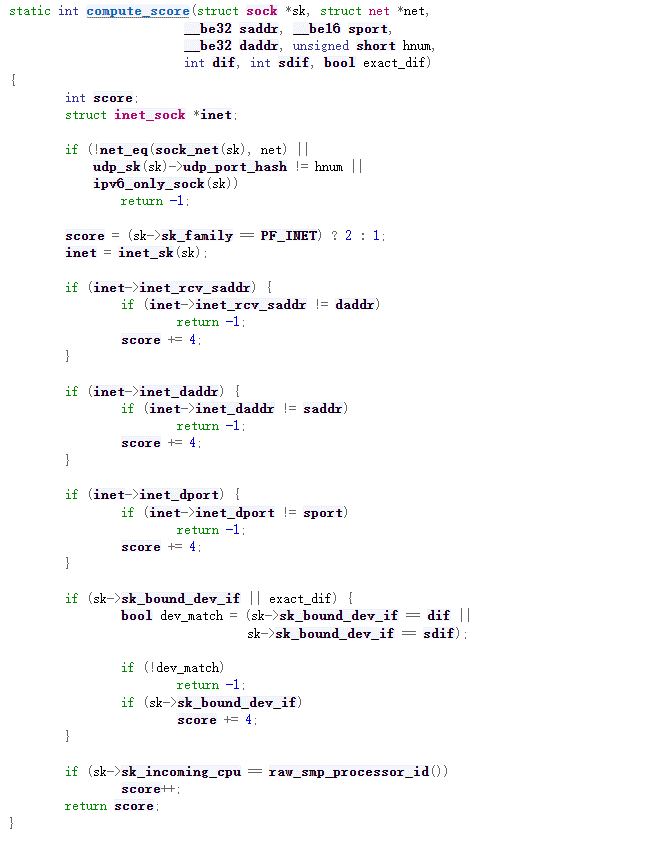 static int compute_score(struct sock *sk, struct net *net,
                         __be32 saddr, __be16 sport,
                         __be32 daddr, unsigned short hnum,
                         int dif, int sdif, bool exact_dif)
{
        int score;
        struct inet_sock *inet;

        if (!net_eq(sock_net(sk), net) ||
            udp_sk(sk)->udp_port_hash != hnum ||
            ipv6_only_sock(sk))
                return -1;

        score = (sk->sk_family == PF_INET) ? 2 : 1;
        inet = inet_sk(sk);

        if (inet->inet_rcv_saddr) {
                if (inet->inet_rcv_saddr != daddr)
                        return -1;
                score += 4;
        }

        if (inet->inet_daddr) {
                if (inet->inet_daddr != saddr)
                        return -1;
                score += 4;
        }

        if (inet->inet_dport) {
                if (inet->inet_dport != sport)
                        return -1;
                score += 4;
        }

        if (sk->sk_bound_dev_if || exact_dif) {
                bool dev_match = (sk->sk_bound_dev_if == dif ||
                                  sk->sk_bound_dev_if == sdif);

                if (!dev_match)
                        return -1;
                if (sk->sk_bound_dev_if)
                        score += 4;
        }

        if (sk->sk_incoming_cpu == raw_smp_processor_id())
                score++;
        return score;
}